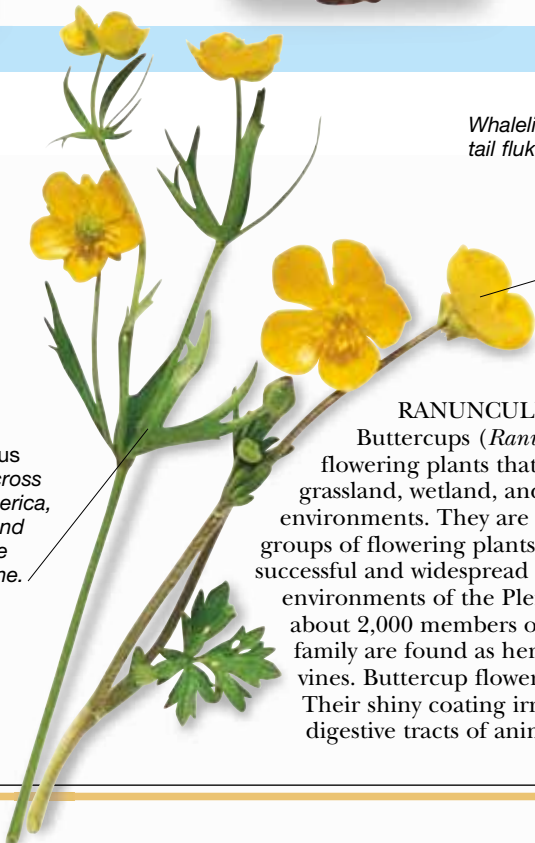 Whaleli
tail fluk
us
cross
erica,
nd
e
ne.
RANUNCUL
Buttercups (Ranu
flowering plants that
grassland, wetland, and
environments. They are
groups of flowering plants
successful and widespread
environments of the Ple
about 2,000 members o
family are found as her
vines. Buttercup flower
Their shiny coating irr
digestive tracts of anim